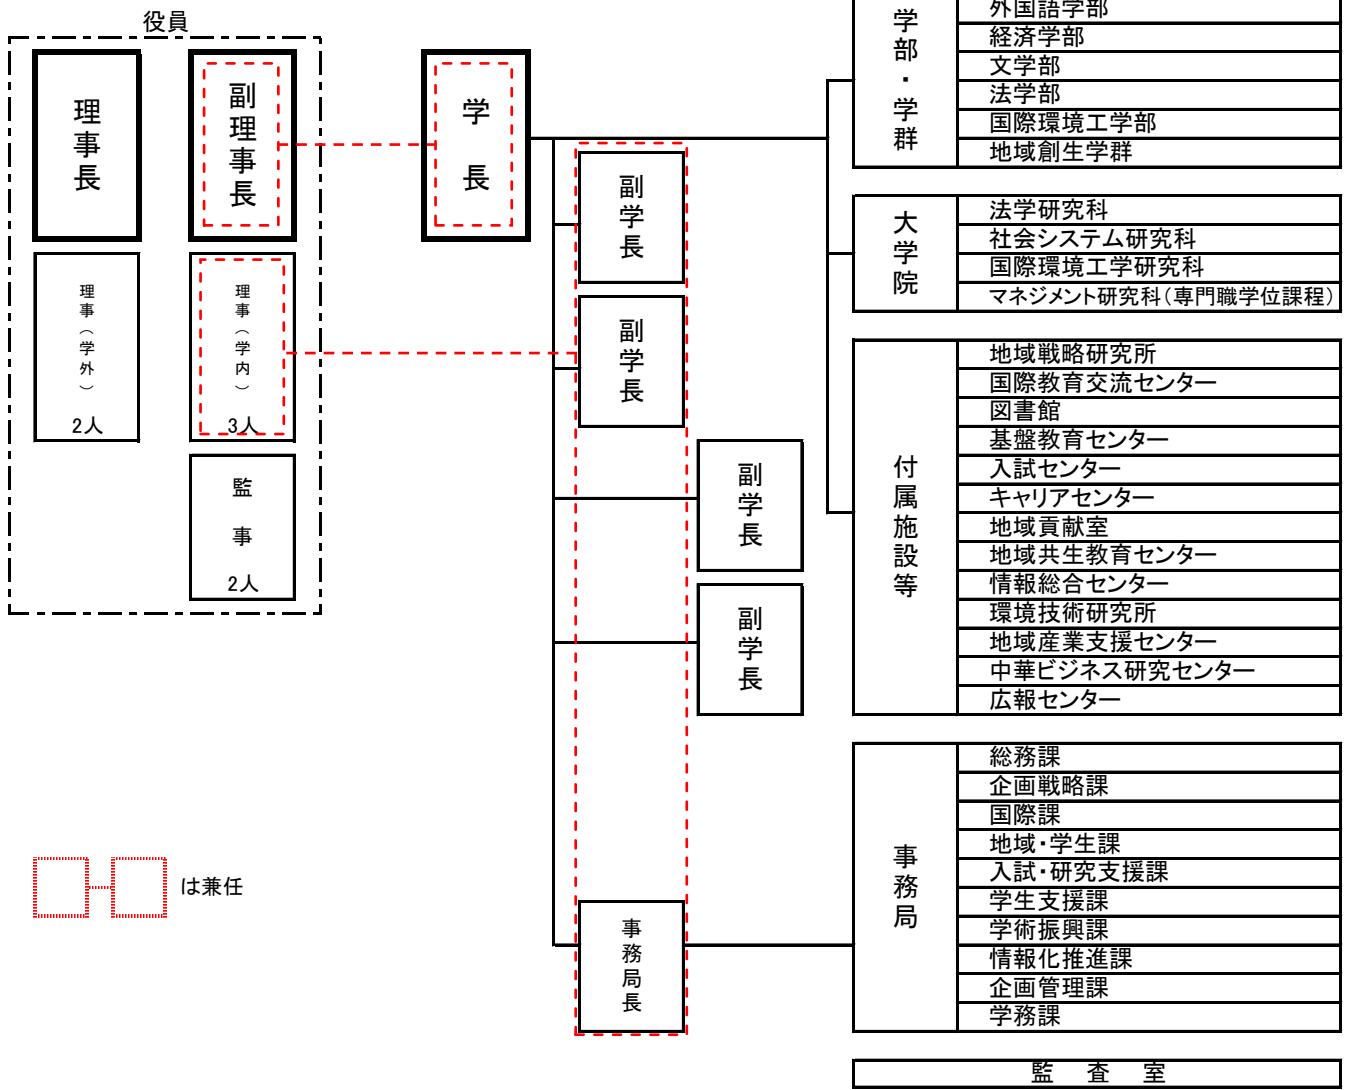 役員
理事長
副理事長
学長
理事（学外）
2人
理事（学内）
3人
監事
2人
副学長
副学長
副学長
副学長
事務局長
は兼任
学部・学群
外国語学部
経済学部
文学部
法学部
国際環境工学部
地域創生学群
大学院
法学研究科
社会システム研究科
国際環境工学研究科
マネジメント研究科（専門職学位課程）
付属施設等
地域戦略研究所
国際教育交流センター
図書館
基盤教育センター
入試センター
キャリアセンター
地域貢献室
地域共生教育センター
情報総合センター
環境技術研究所
地域産業支援センター
中華ビジネス研究センター
広報センター
事務局
総務課
企画戦略課
国際課
地域・学生課
入試・研究支援課
学生支援課
学術振興課
情報化推進課
企画管理課
学務課
監査室